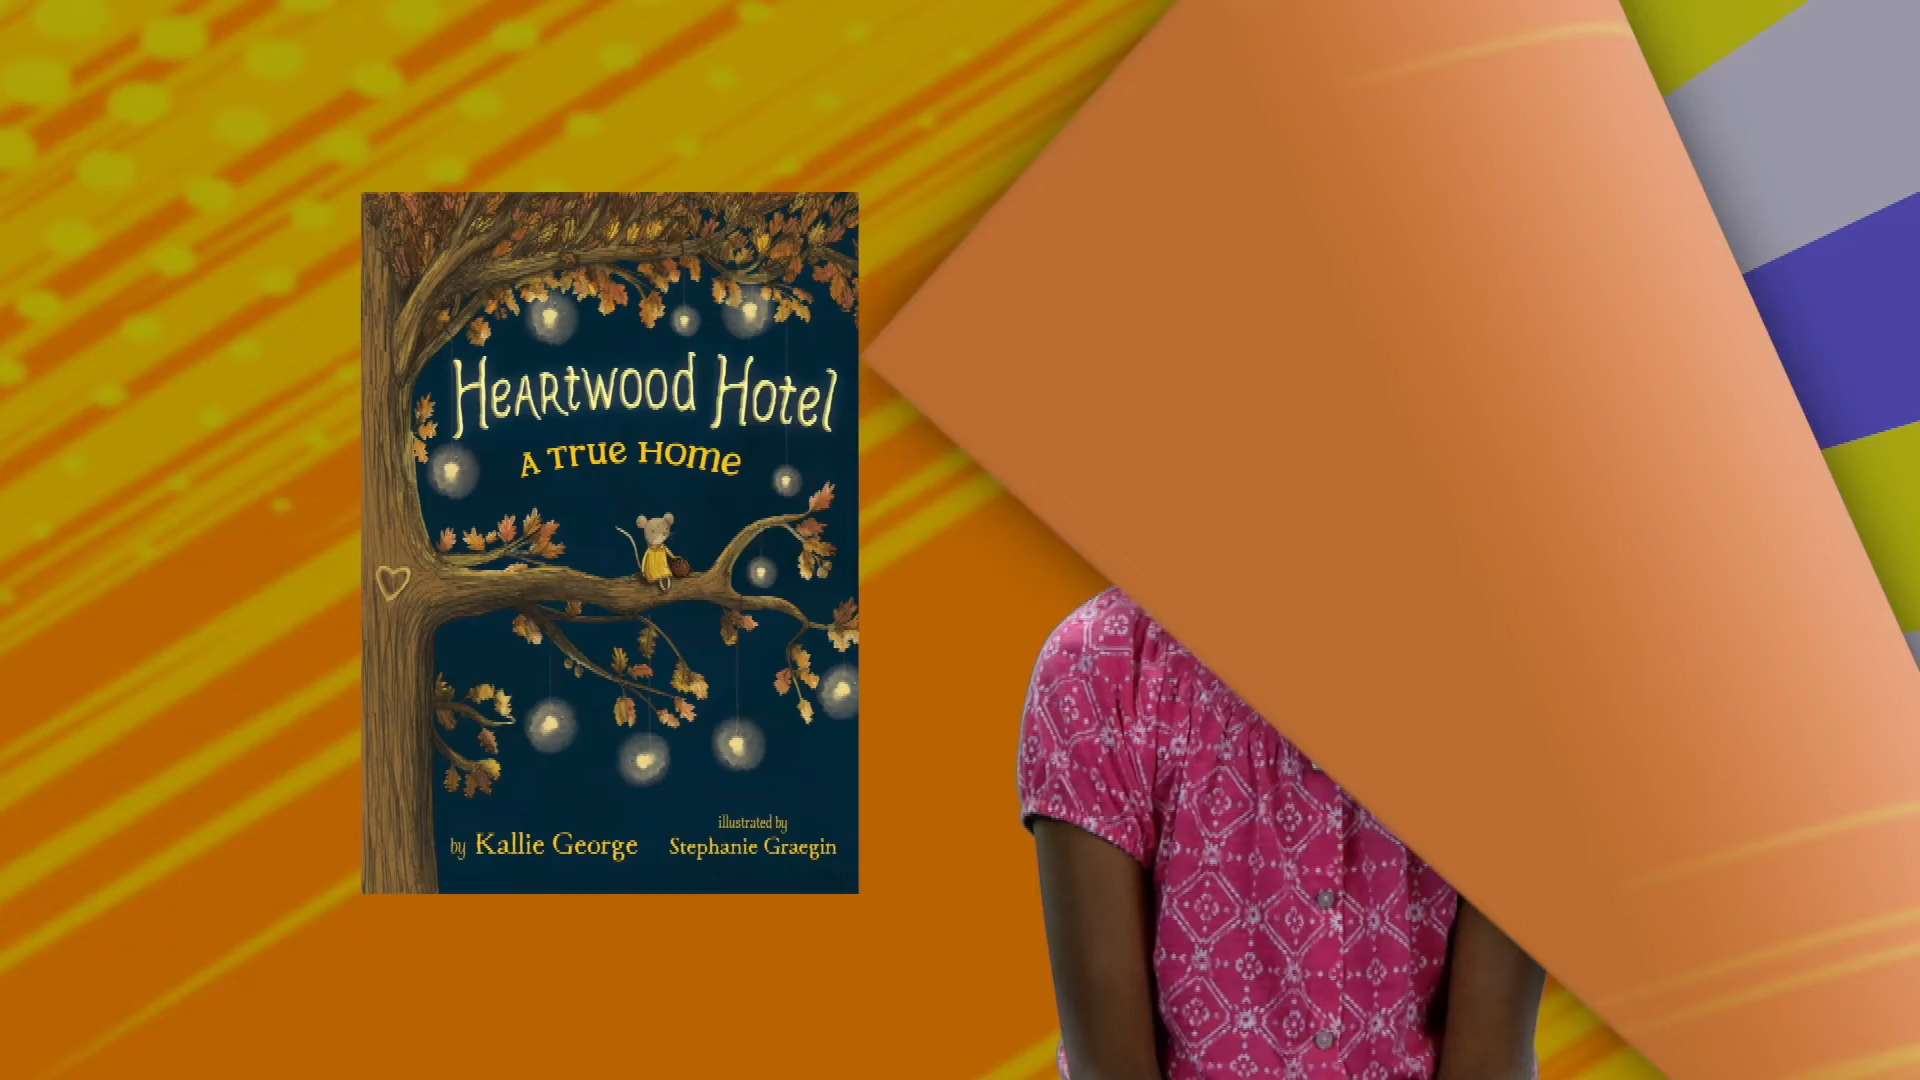 Heartwood Hotel
A True Home
by Kallie George
illustrated by
Stephanie Graegin